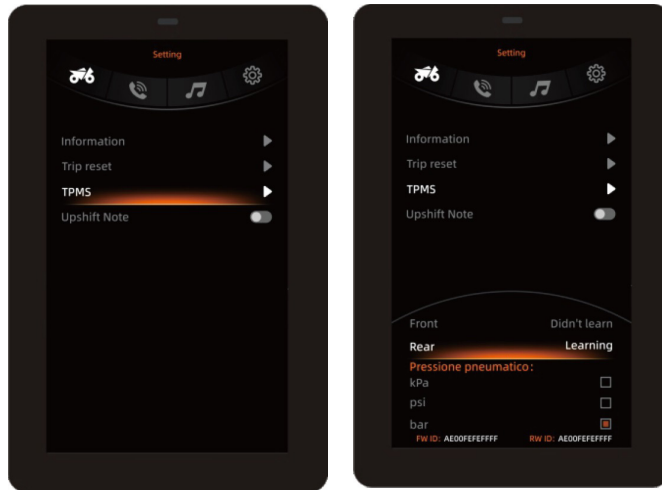 Setting
Information
Trip reset
TPMS
Upshift Note
Setting
Information
Trip reset
TPMS
Upshift Note
Front Didn't learn
Rear Learning
Pressione pneumatico:
kPa
psi
bar
FW ID: AE00FEFEFFFF RW ID: AE00FEFEFFFF